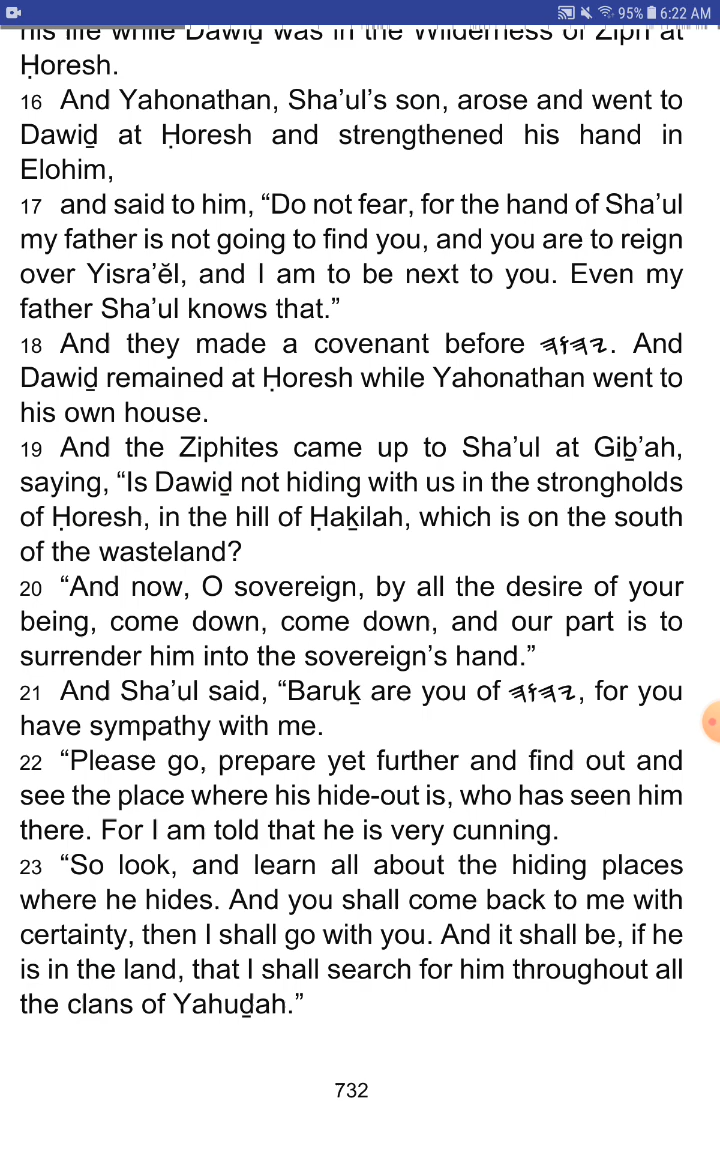 95% 6:22 AM
his life while Dawiḏ was in the Wilderness of Ziph at
Ḥoresh.
16 And Yahonathan, Sha’ul’s son, arose and went to
Dawiḏ at Ḥoresh and strengthened his hand in
Elohim,
17 and said to him, “Do not fear, for the hand of Sha’ul
my father is not going to find you, and you are to reign
over Yisra’ĕl, and I am to be next to you. Even my
father Sha’ul knows that.”
18 And they made a covenant before 𐤉𐤄𐤅𐤄. And
Dawiḏ remained at Ḥoresh while Yahonathan went to
his own house.
19 And the Ziphites came up to Sha’ul at Giḇ’ah,
saying, “Is Dawiḏ not hiding with us in the strongholds
of Ḥoresh, in the hill of Ḥaḵilah, which is on the south
of the wasteland?
20 “And now, O sovereign, by all the desire of your
being, come down, come down, and our part is to
surrender him into the sovereign’s hand.”
21 And Sha’ul said, “Baruḵ are you of 𐤉𐤄𐤅𐤄, for you
have sympathy with me.
22 “Please go, prepare yet further and find out and
see the place where his hide-out is, who has seen him
there. For I am told that he is very cunning.
23 “So look, and learn all about the hiding places
where he hides. And you shall come back to me with
certainty, then I shall go with you. And it shall be, if he
is in the land, that I shall search for him throughout all
the clans of Yahuḏah.”
732